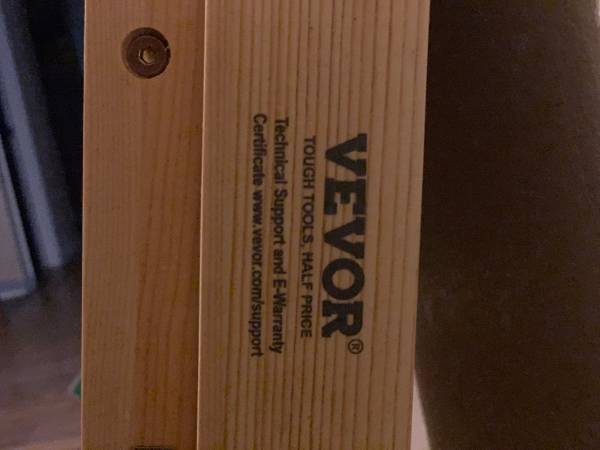 VEVOR®
TOUGH TOOLS, HALF PRICE
Technical Support and E-Warranty
Certificate www.vevor.com/support